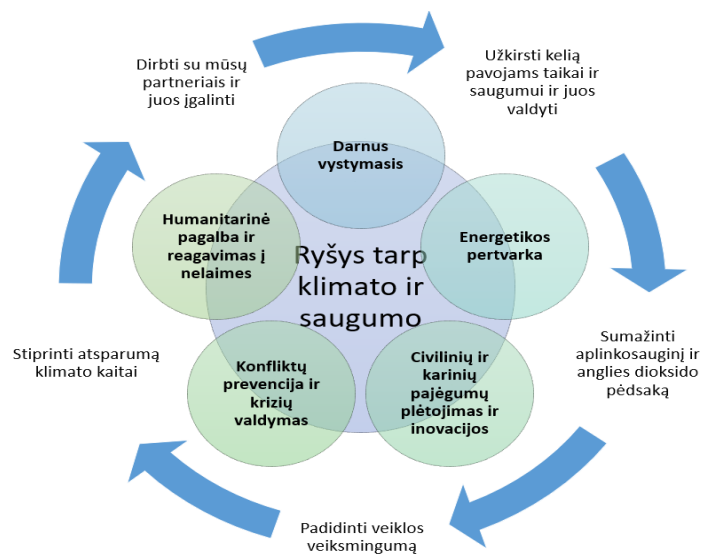 Dirbti su mūsų
partneriais ir
juos įgalinti
Užkirsti kelią
pavojams taikai ir
saugumui ir juos
valdyti
Darnus
vystymasis
Humanitarinė
pagalba ir
reagavimas į
nelaimes
Energetikos
pertvarka
Ryšys tarp
klimato ir
saugumo
Stiprinti atsparumą
klimato kaitai
Sumažinti
aplinkosauginį ir
anglies dioksido
pėdsaką
Konfliktų
prevencija ir
krizių
valdymas
Civilinių ir
karinių
pajėgumų
plėtojimas ir
inovacijos
Padidinti veiklos
veiksmingumą